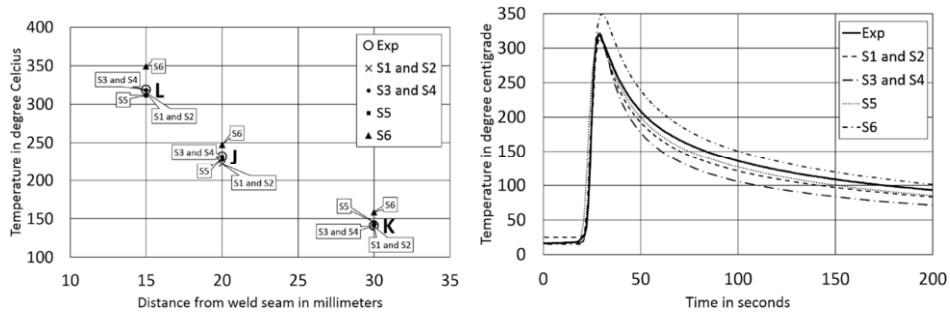 400
350
300
250
200
150
100
10 15 20 25 30 35
Temperature in degree Celcius
Distance from weld seam in millimeters
Exp
S1 and S2
S3 and S4
S5
S6
S6
S3 and S4
L
S5
S1 and S2
S6
S3 and S4
J
S5
S1 and S2
S5
S6
S3 and S4
K
S1 and S2
350
300
250
200
150
100
50
0
0 50 100 150 200
Temperature in degree centigrade
Time in seconds
Exp
S1 and S2
S3 and S4
S5
S6